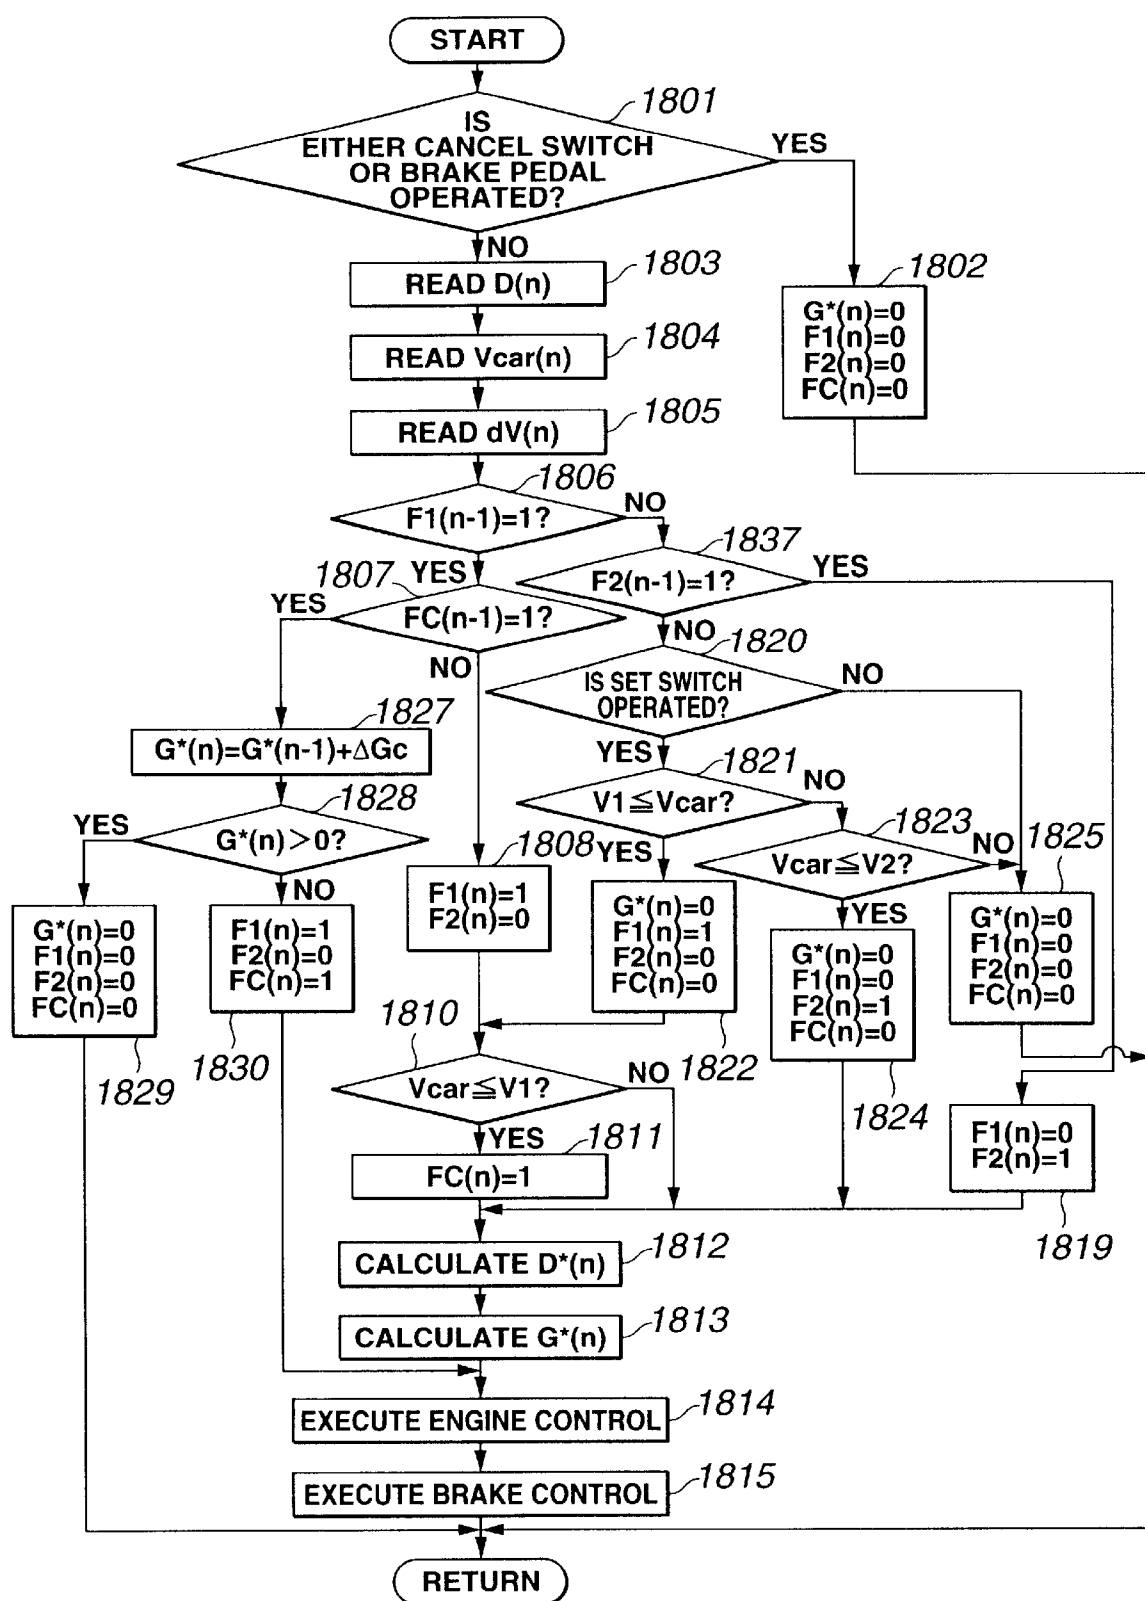 START
1801
IS
EITHER CANCEL SWITCH
OR BRAKE PEDAL
OPERATED?
YES
NO
1802
G*(n)=0
F1(n)=0
F2(n)=0
FC(n)=0
1803
READ D(n)
1804
READ Vcar(n)
1805
READ dV(n)
1806
F1(n-1)=1?
NO
YES
1837
F2(n-1)=1?
YES
NO
1807
FC(n-1)=1?
YES
NO
1820
IS SET SWITCH
OPERATED?
NO
YES
1827
G*(n)=G*(n-1)+ΔGc
1821
V1≦Vcar?
NO
YES
1828
G*(n)>0?
YES
NO
1823
Vcar≦V2?
NO
YES
1808
F1(n)=1
F2(n)=0
1825
G*(n)=0
F1(n)=0
F2(n)=0
FC(n)=0
G*(n)=0
F1(n)=1
F2(n)=0
FC(n)=0
1822
G*(n)=0
F1(n)=0
F2(n)=0
FC(n)=0
1829
F1(n)=1
F2(n)=0
FC(n)=1
1830
G*(n)=0
F1(n)=0
F2(n)=1
FC(n)=0
1824
1810
Vcar≦V1?
NO
YES
1811
FC(n)=1
F1(n)=0
F2(n)=1
1819
1812
CALCULATE D*(n)
1813
CALCULATE G*(n)
1814
EXECUTE ENGINE CONTROL
1815
EXECUTE BRAKE CONTROL
RETURN